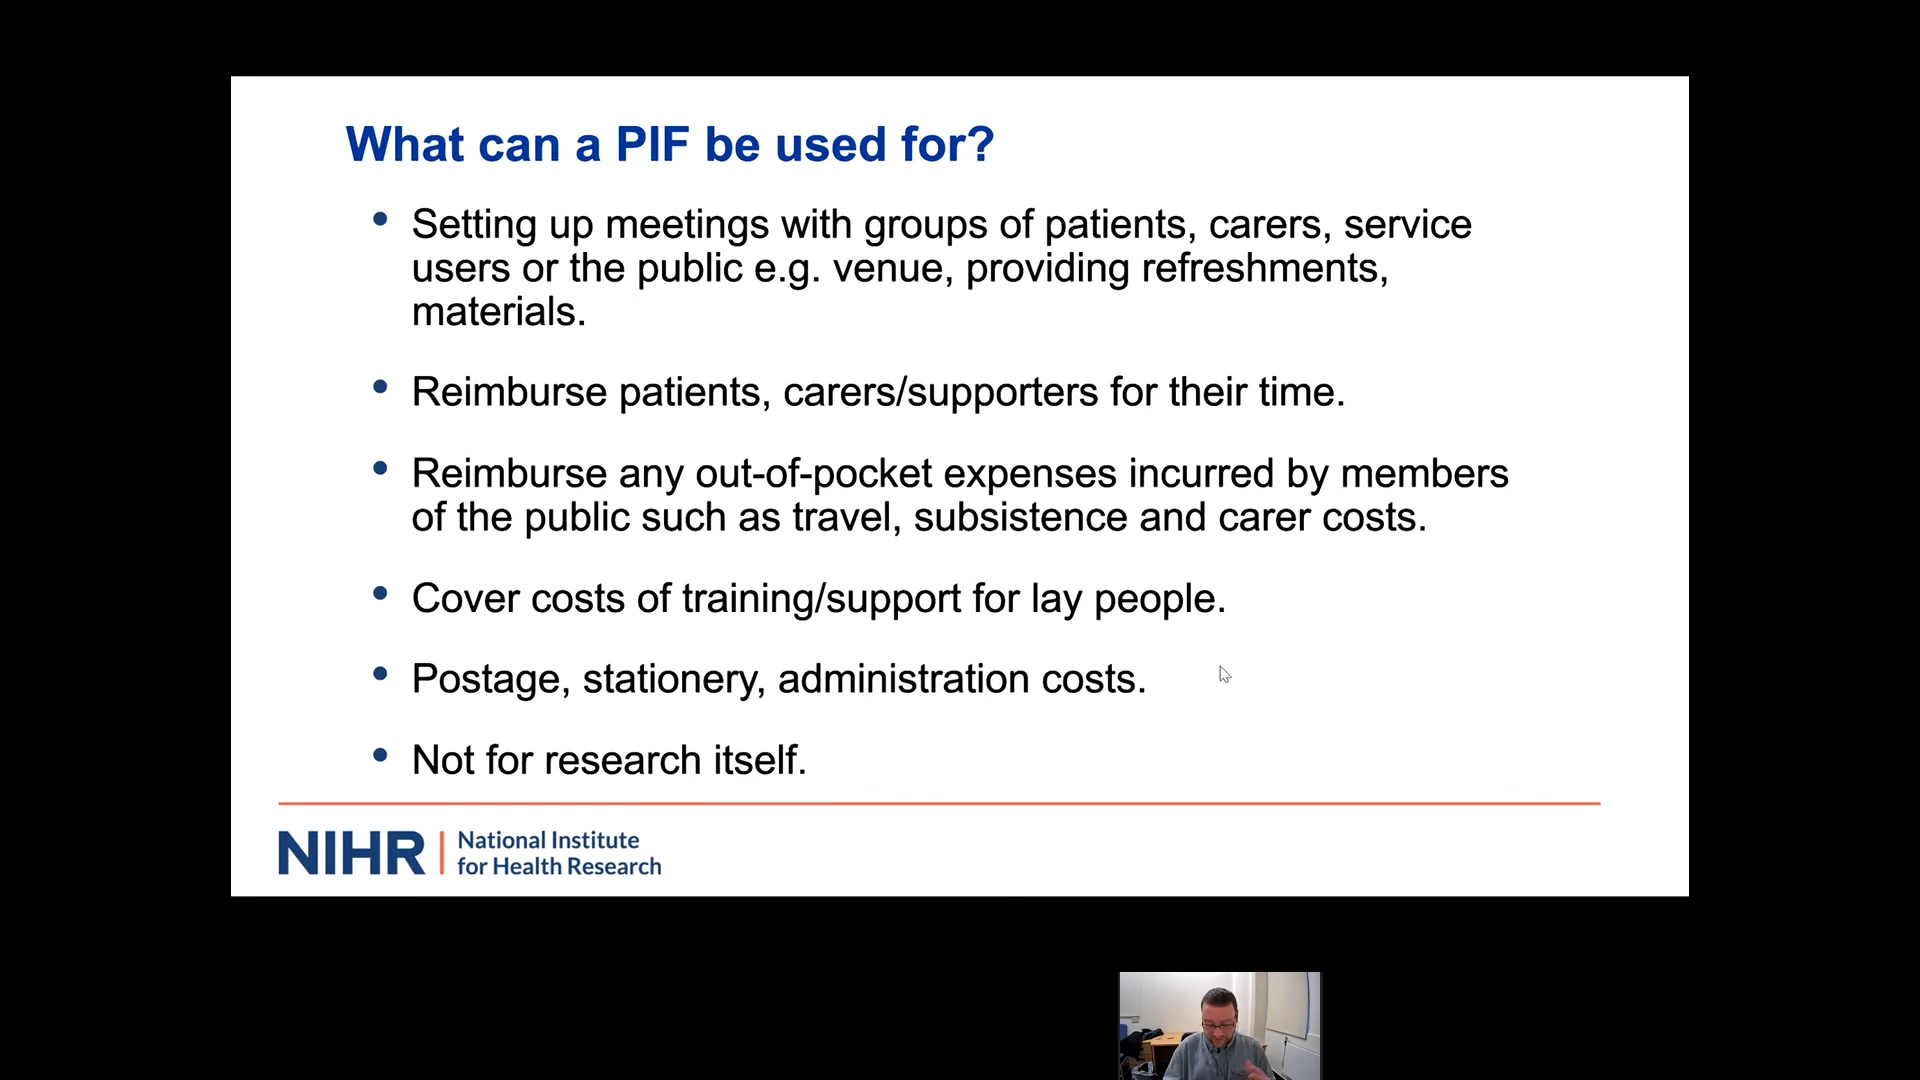 What can a PIF be used for?
• Setting up meetings with groups of patients, carers, service
users or the public e.g. venue, providing refreshments,
materials.
• Reimburse patients, carers/supporters for their time.
• Reimburse any out-of-pocket expenses incurred by members
of the public such as travel, subsistence and carer costs.
• Cover costs of training/support for lay people.
• Postage, stationery, administration costs.
• Not for research itself.
NIHR | National Institute
for Health Research